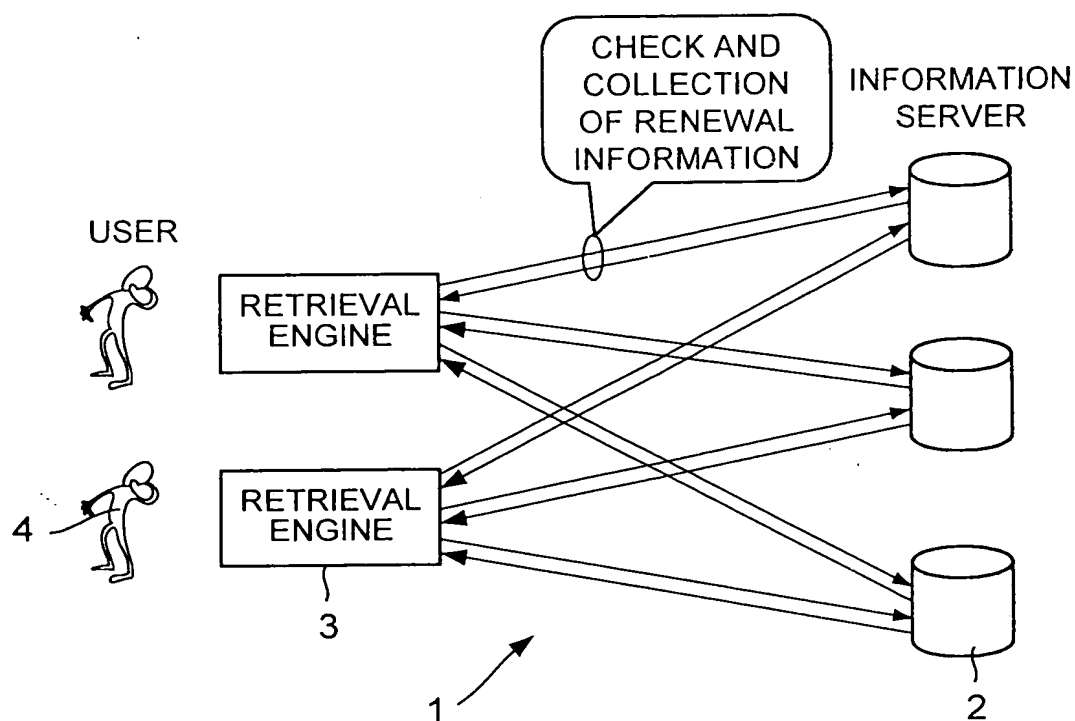 CHECK AND
COLLECTION
OF RENEWAL
INFORMATION
INFORMATION
SERVER
USER
RETRIEVAL
ENGINE
RETRIEVAL
ENGINE
4
3
1
2